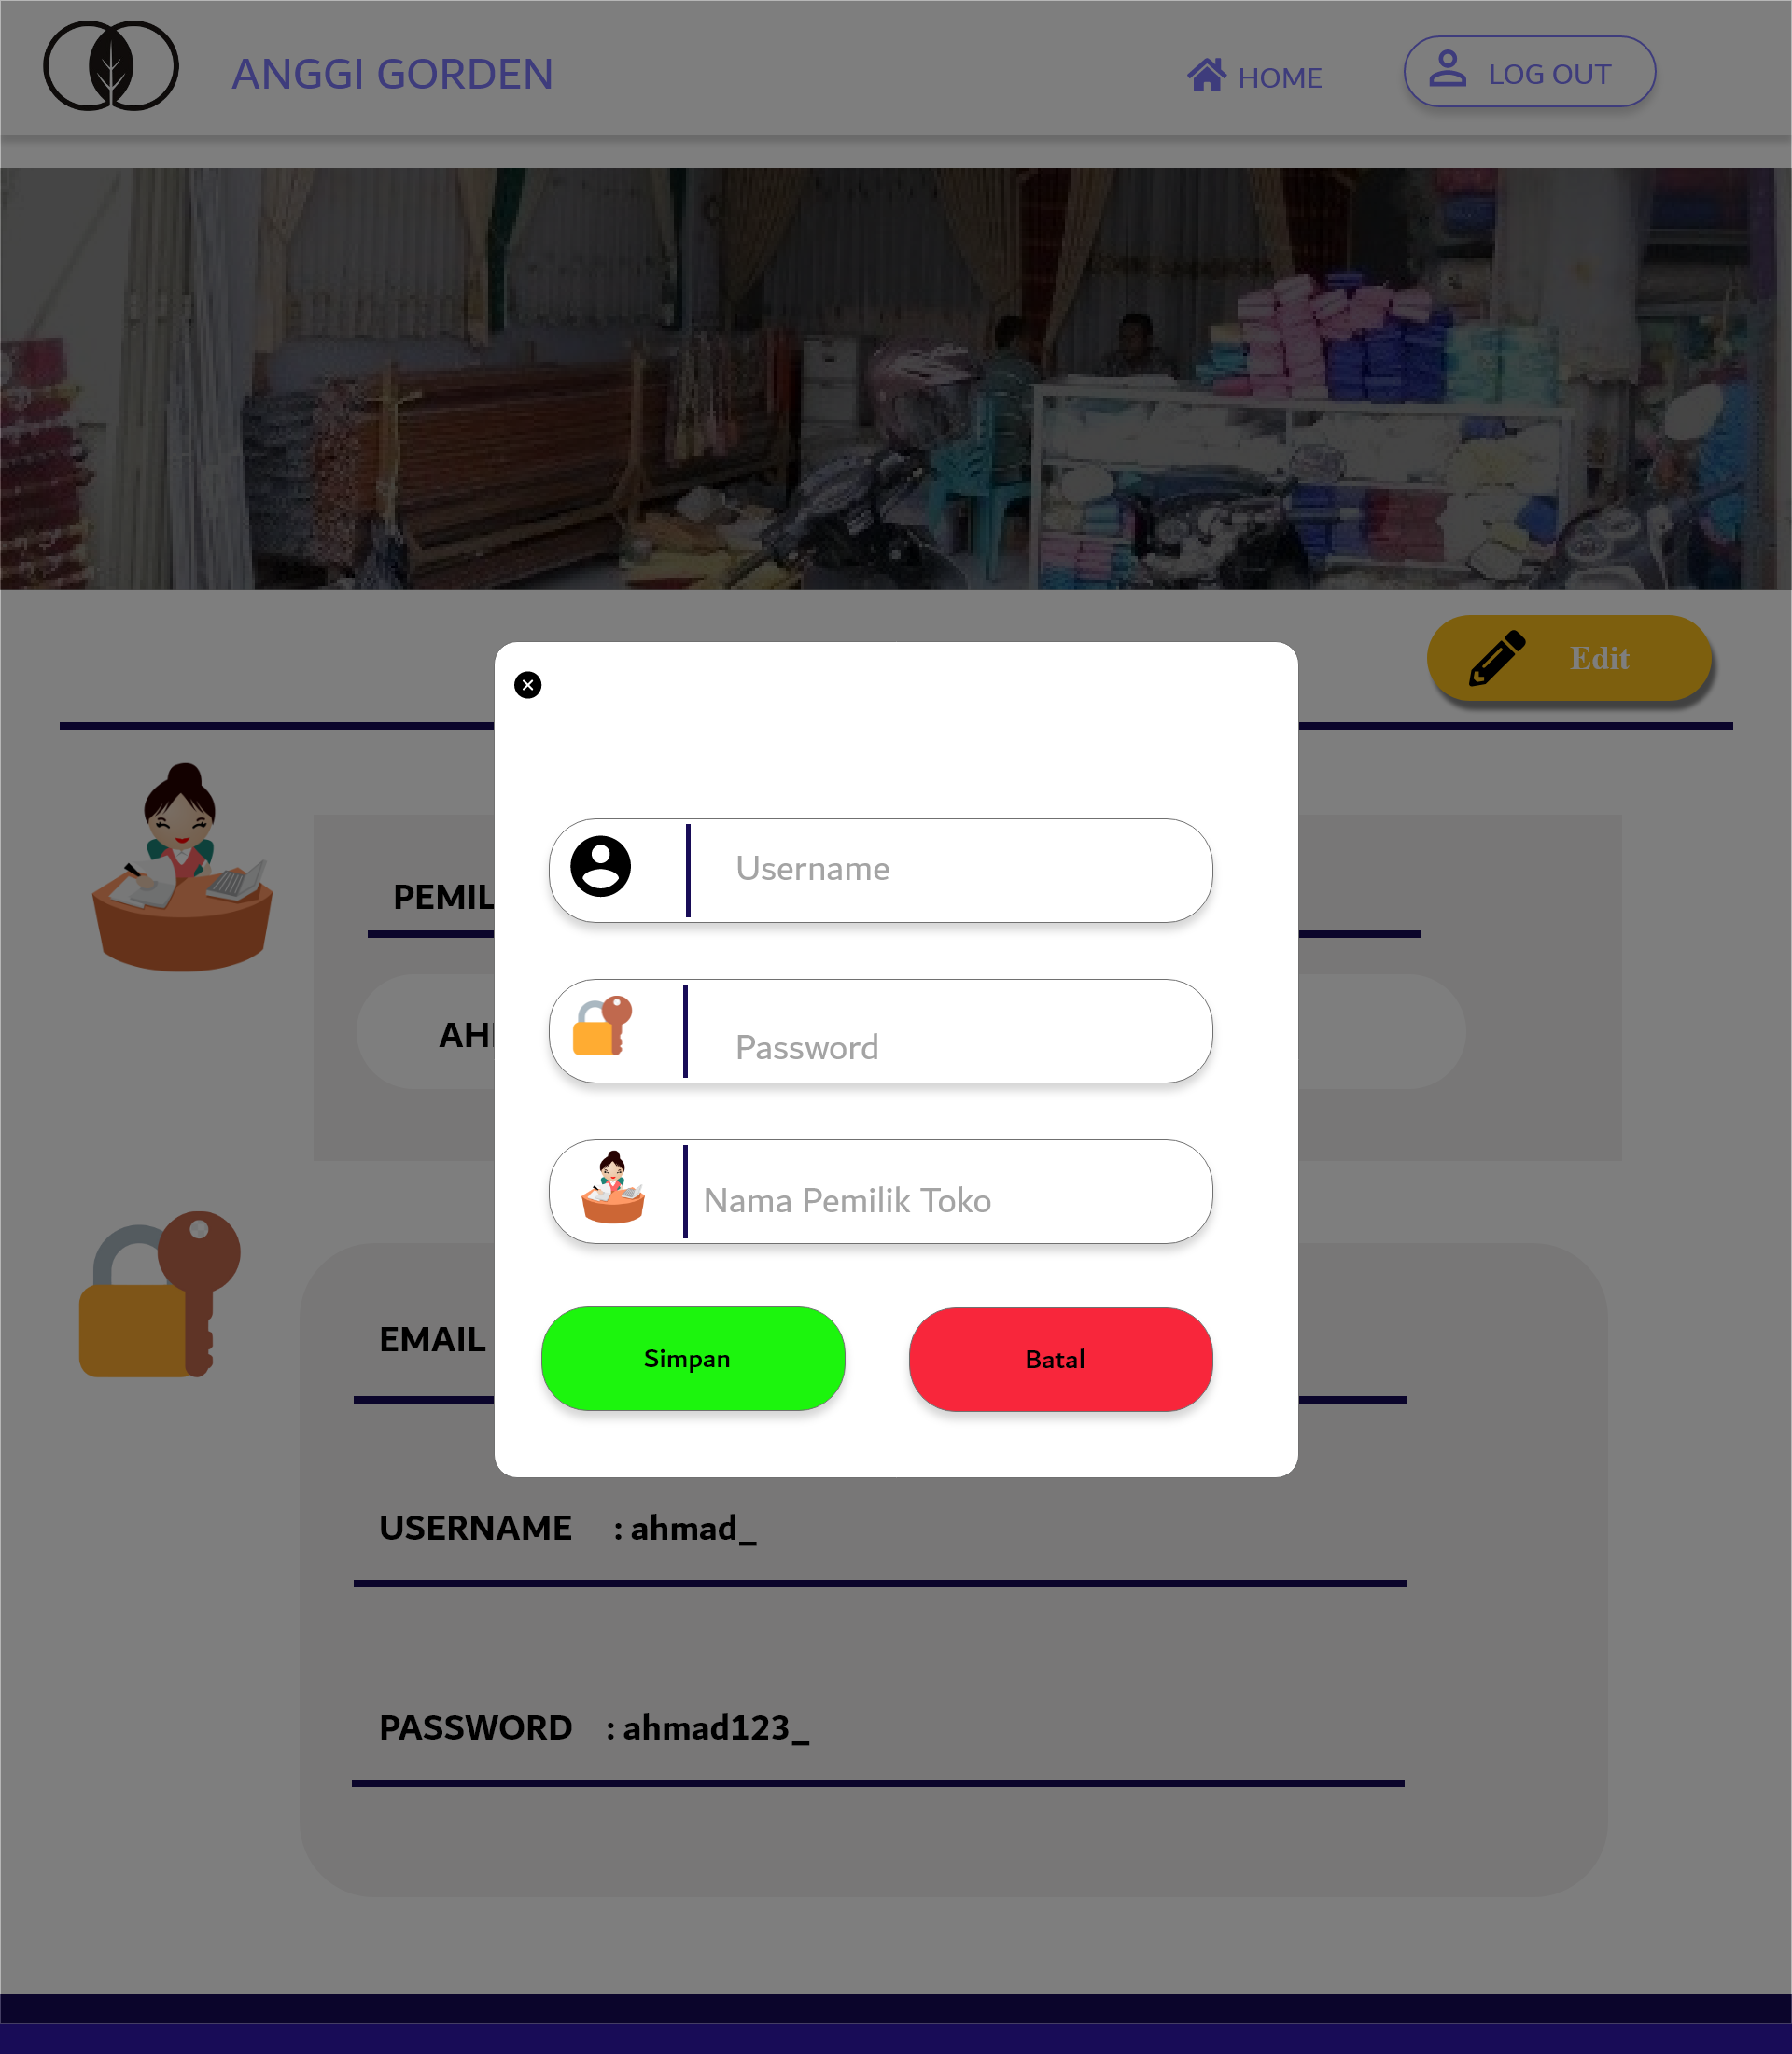 ANGGI GORDEN
HOME
LOG OUT
Edit
Username
PEMIL
Password
AH
Nama Pemilik Toko
EMAIL
Simpan
Batal
USERNAME : ahmad_
PASSWORD : ahmad123_